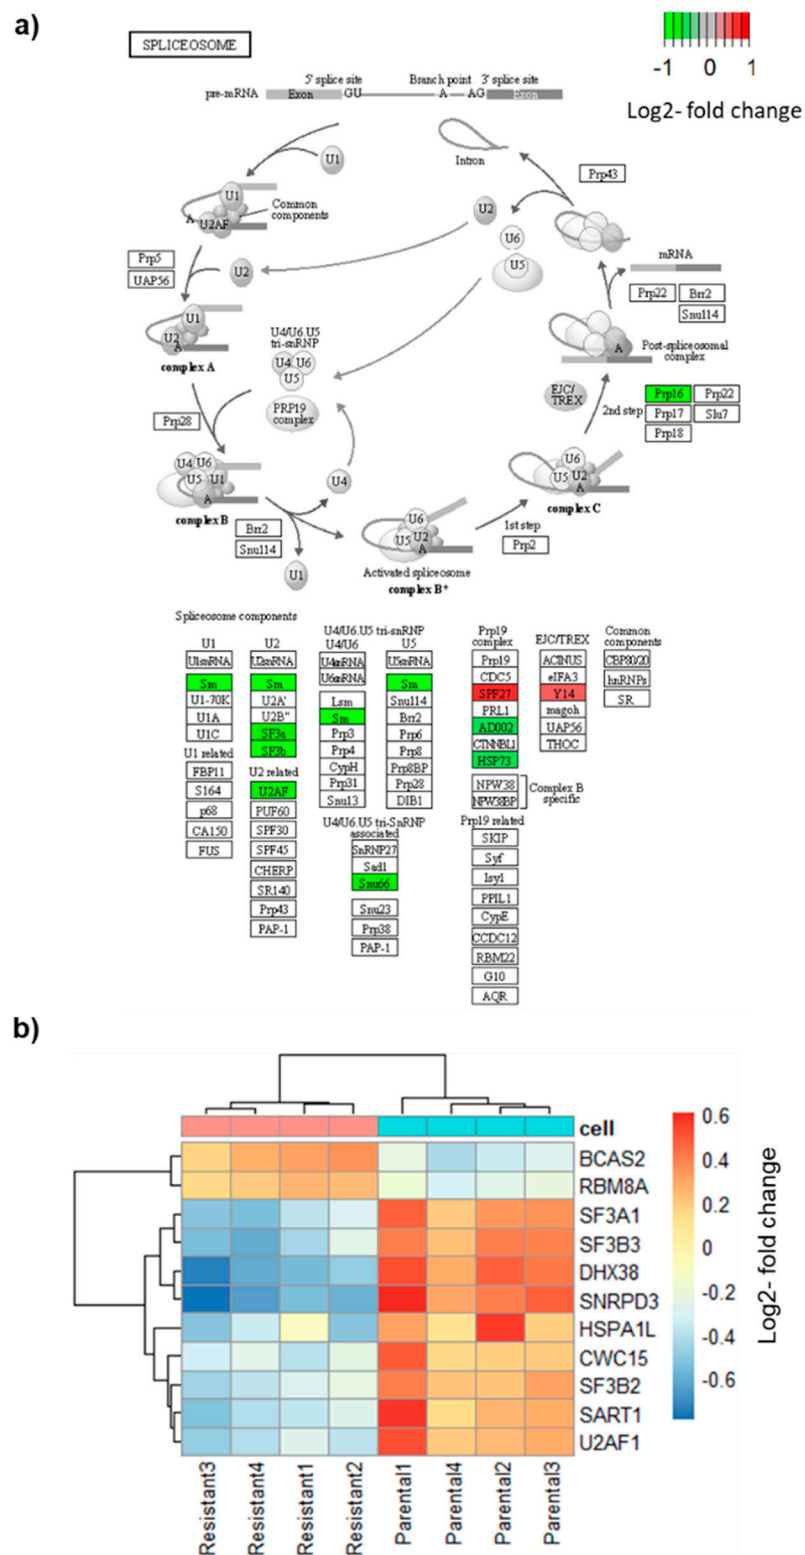 a)
SPLICEOSOME
-1 0 1
Log2- fold change
5' splice site Branch point 3' splice site
pre-mRNA Exon GU A AG Exon
U1
Intron
Prp43
U1
U2AF
A
Common
components
U2
U6
U5
mRNA
Prp5
UAP56
U2
Prp22 Brr2
Snu114
U1
U2
A
complex A
U4/U6.U5
tri-snRNP
U4 U6
U5
PRP19
complex
A
Post-spliceosomal
complex
EJC/
TREX
2nd step
Prp16 Prp22
Prp17 Slu7
Prp18
Prp28
U4 U6
U5 U1
A
complex B
U4
U6
U5 U2
A
complex C
Brr2
Snu114
U1
U6
U5 U2
A
1st step
Prp2
Activated spliceosome
complex B*
Spliceosome components
U1
U1snRNA
Sm
U1-70K
U1A
U1C
U1 related
FBP11
S164
p68
CA150
FUS
U2
U2snRNA
Sm
U2A'
U2B"
SF3a
SF3b
U2 related
U2AF
PUF60
SPF30
SPF45
CHERP
SR140
Prp43
PAP-1
U4/U6.U5 tri-snRNP
U4/U6
U4snRNA
U6snRNA
Lsm
Sm
Prp3
Prp4
CypH
Prp31
Snu13
U5
U5snRNA
Sm
Snu114
Brr2
Prp6
Prp8
Prp8BP
Prp28
DIB1
U4/U6.U5 tri-SnRNP
associated
SnRNP27
Sad1
Snu66
Snu23
Prp38
PAP-1
Prp19
complex
Prp19
CDC5
SPF27
PRL1
AD002
CTNNBL1
HSP73
NPW38
NPW38BP
Complex B
specific
Prp19 related
SKIP
Syf
Isy1
PPIL1
CypE
CCDC12
RBM22
G10
AQR
EJC/TREX
ACINUS
eIFA3
Y14
magoh
UAP56
THOC
Common
components
CBP80/20
hnRNPs
SR
b)
cell
BCAS2
RBM8A
SF3A1
SF3B3
DHX38
SNRPD3
HSPA1L
CWC15
SF3B2
SART1
U2AF1
0.6
0.4
0.2
0
-0.2
-0.4
-0.6
Log2- fold change
Resistant3
Resistant4
Resistant1
Resistant2
Parental1
Parental4
Parental2
Parental3